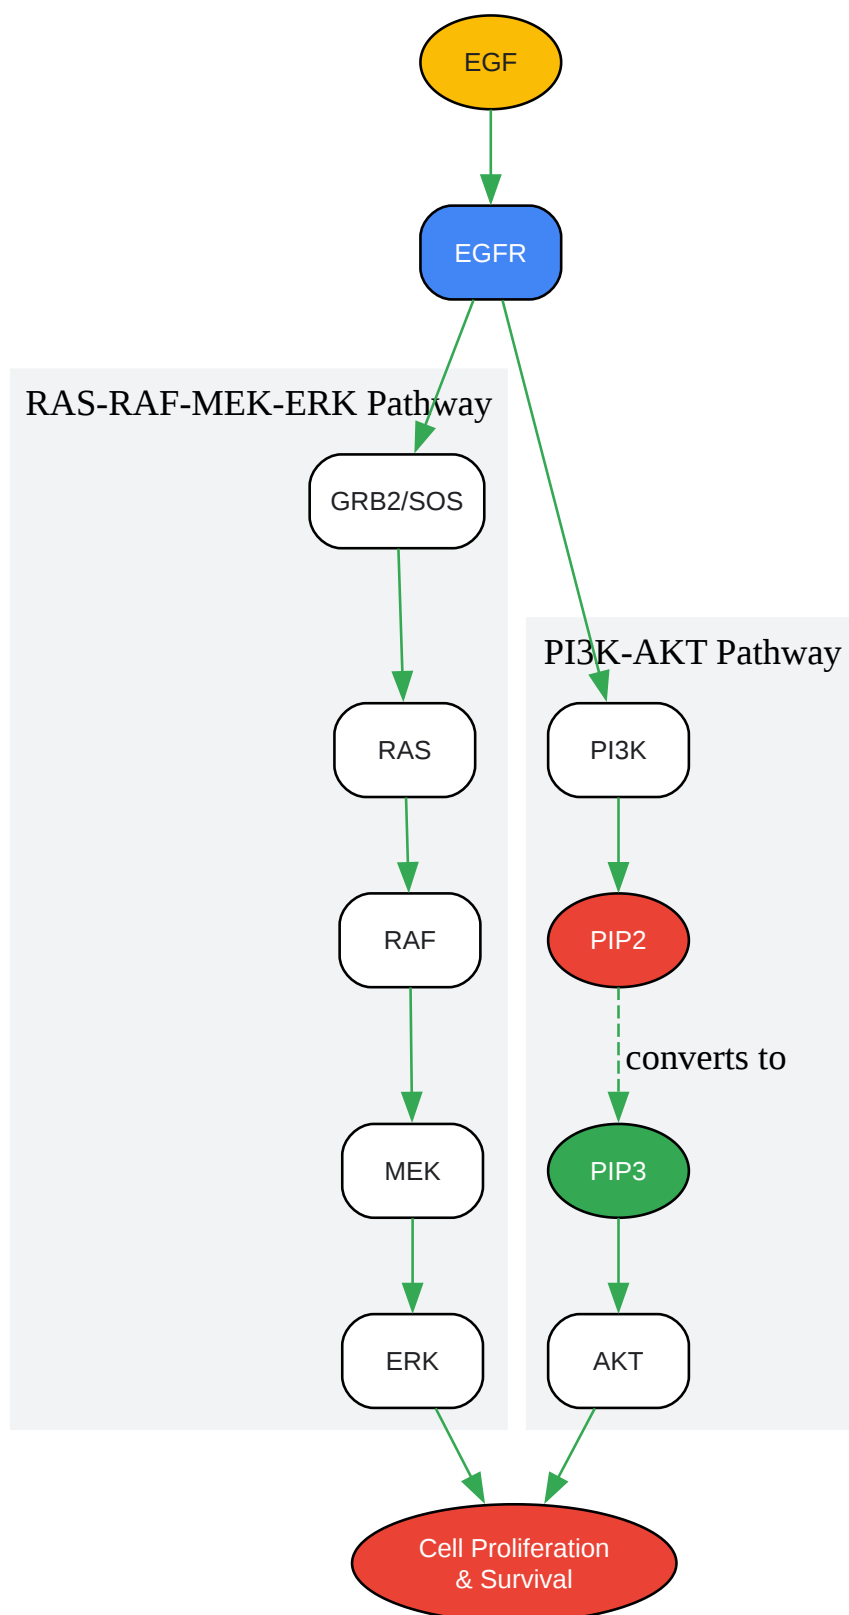 EGF
EGFR
RAS-RAF-MEK-ERK Pathway
GRB2/SOS
PI3K-AKT Pathway
RAS
PI3K
RAF
PIP2
converts to
MEK
PIP3
ERK
AKT
Cell Proliferation
& Survival